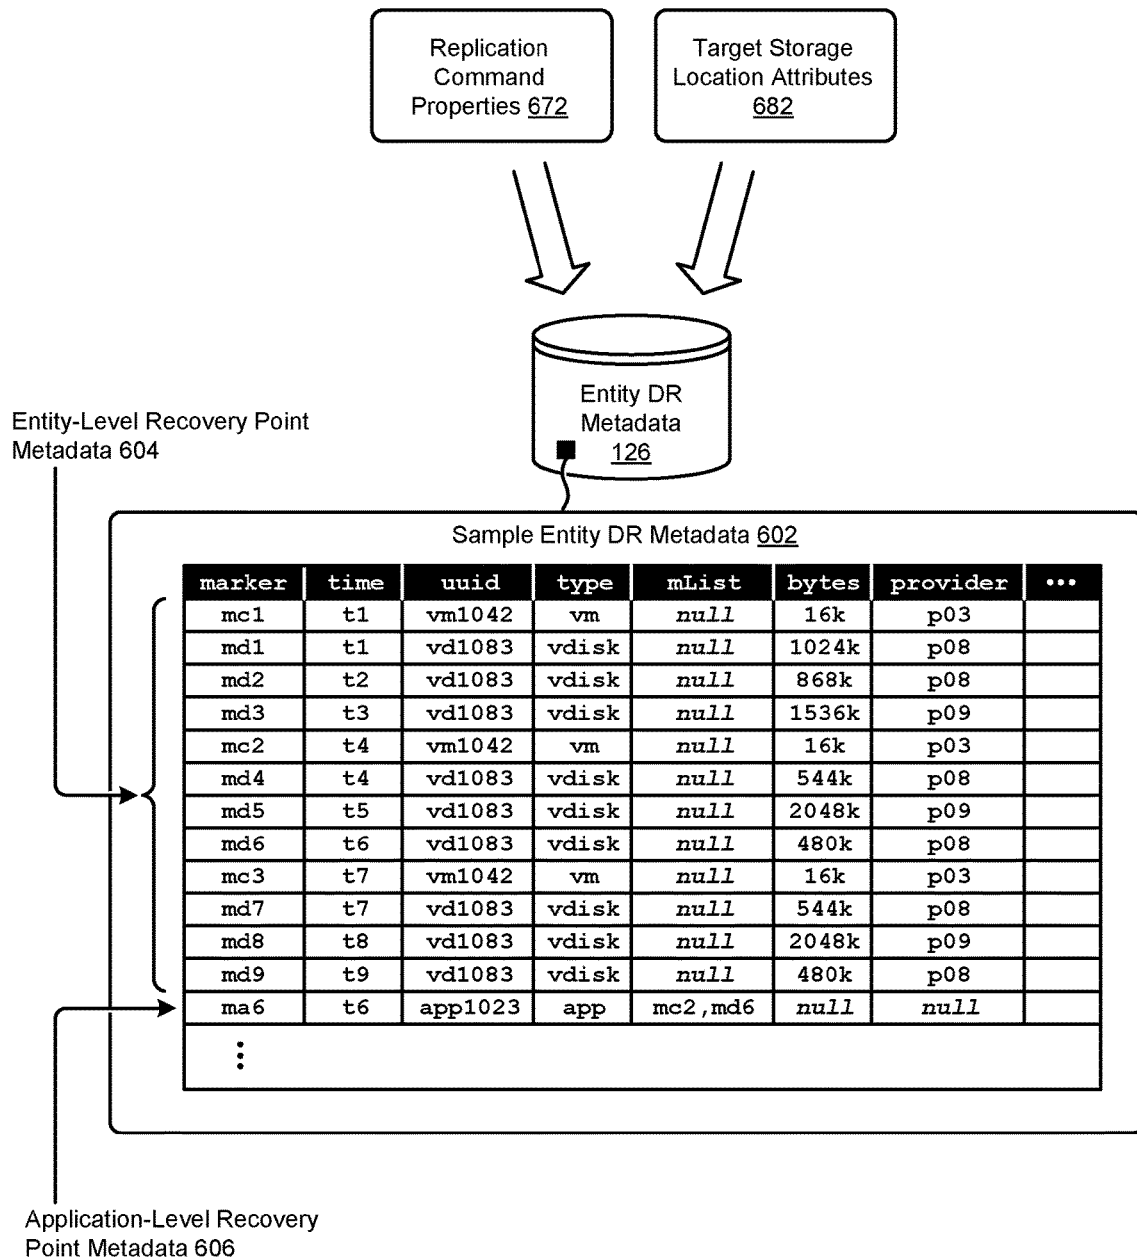 Replication
Command
Properties 672
Target Storage
Location Attributes
682
Entity DR
Metadata
126
Entity-Level Recovery Point
Metadata 604
Sample Entity DR Metadata 602
marker time uuid type mList bytes provider •••
mc1 t1 vm1042 vm null 16k p03
md1 t1 vd1083 vdisk null 1024k p08
md2 t2 vd1083 vdisk null 868k p08
md3 t3 vd1083 vdisk null 1536k p09
mc2 t4 vm1042 vm null 16k p03
md4 t4 vd1083 vdisk null 544k p08
md5 t5 vd1083 vdisk null 2048k p09
md6 t6 vd1083 vdisk null 480k p08
mc3 t7 vm1042 vm null 16k p03
md7 t7 vd1083 vdisk null 544k p08
md8 t8 vd1083 vdisk null 2048k p09
md9 t9 vd1083 vdisk null 480k p08
ma6 t6 app1023 app mc2,md6 null null
⋮
Application-Level Recovery
Point Metadata 606